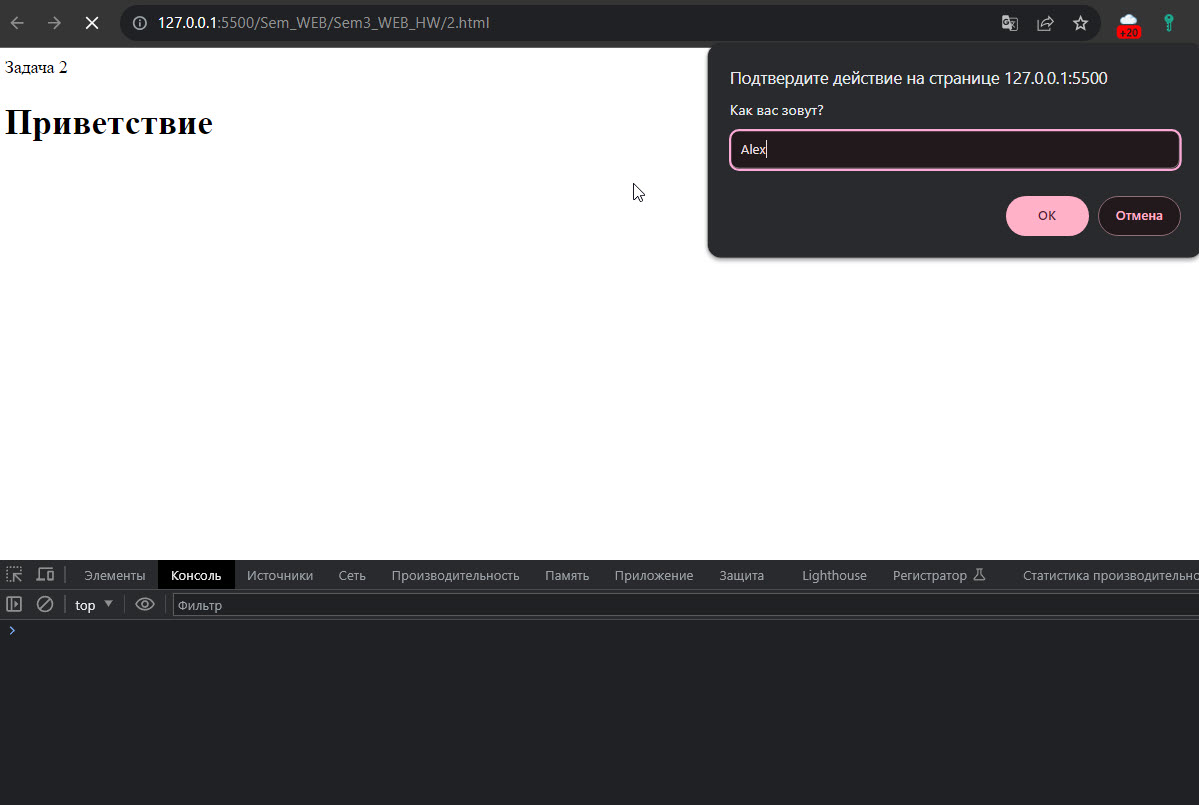 127.0.0.1:5500/Sem_WEB/Sem3_WEB_HW/2.html
+20
Задача 2
Приветствие
Подтвердите действие на странице 127.0.0.1:5500
Как вас зовут?
Alex
ОК Отмена
Элементы Консоль Источники Сеть Производительность Память Приложение Защита Lighthouse Регистратор Статистика производительно
top Фильтр